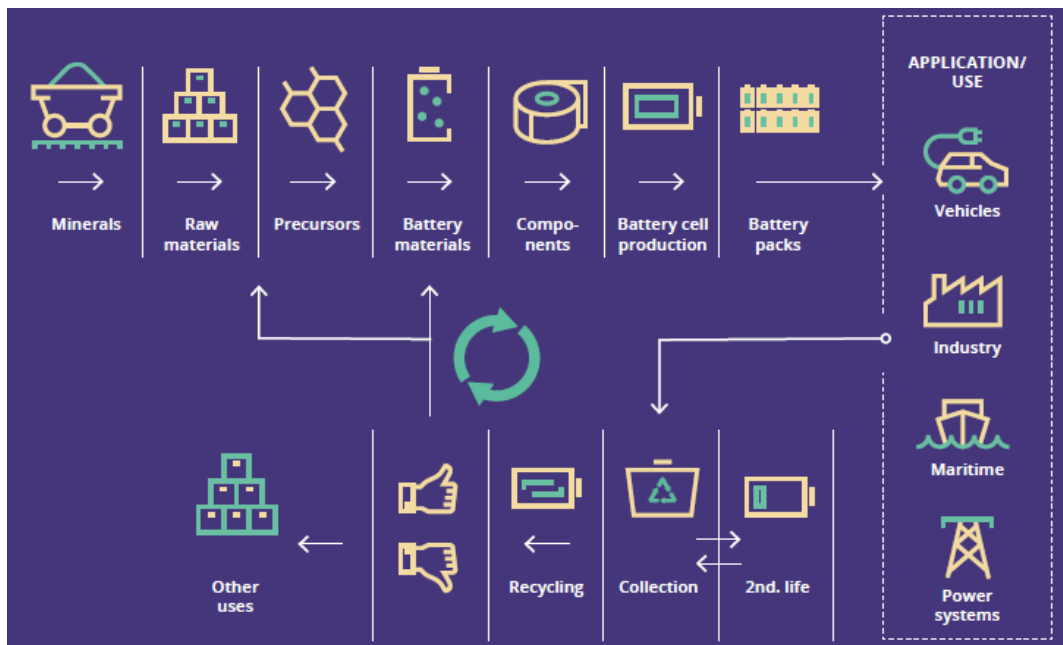 APPLICATION/
USE
Minerals
Raw
materials
Precursors
Battery
materials
Compo-
nents
Battery cell
production
Battery
packs
Vehicles
Industry
Maritime
Power
systems
Other
uses
Recycling
Collection
2nd. life